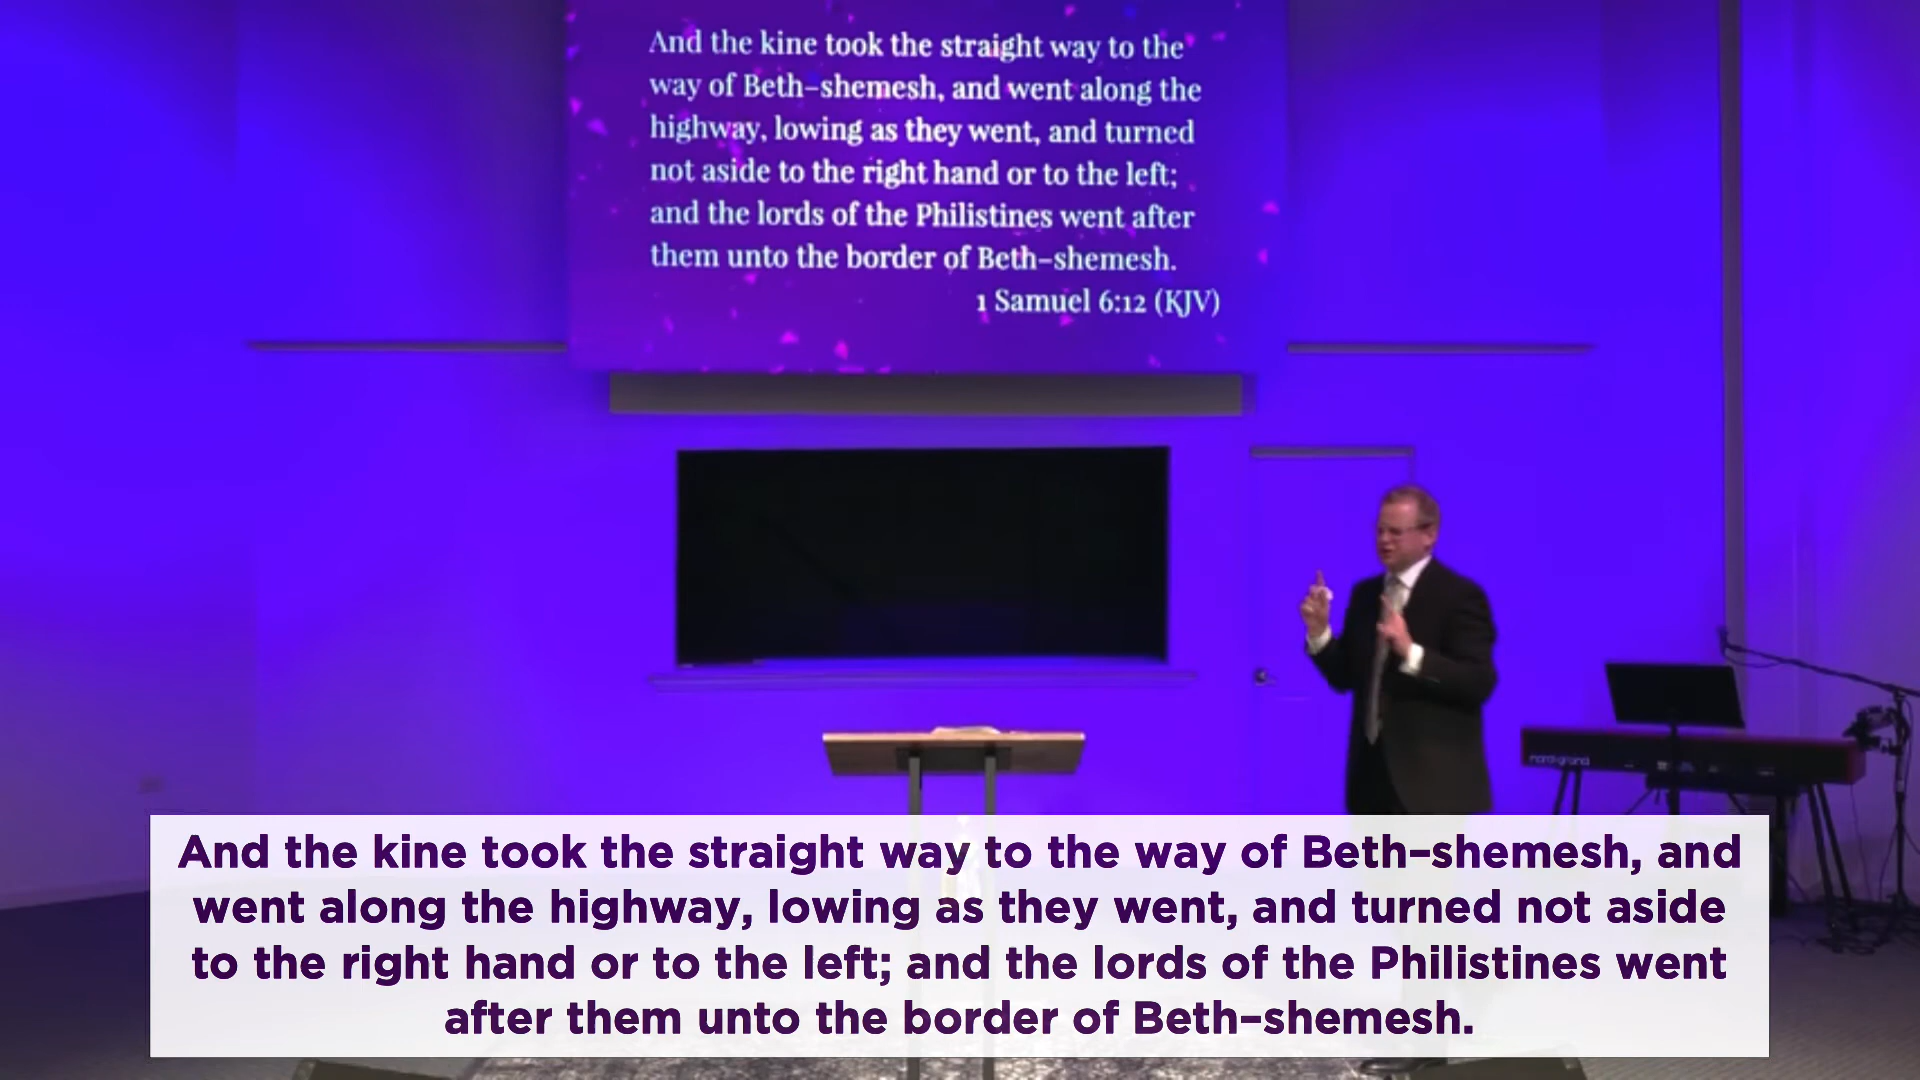 And the kine took the straight way to the
way of Beth–shemesh, and went along the
highway, lowing as they went, and turned
not aside to the right hand or to the left;
and the lords of the Philistines went after
them unto the border of Beth–shemesh.
1 Samuel 6:12 (KJV)
nord grand
And the kine took the straight way to the way of Beth–shemesh, and
went along the highway, lowing as they went, and turned not aside
to the right hand or to the left; and the lords of the Philistines went
after them unto the border of Beth–shemesh.